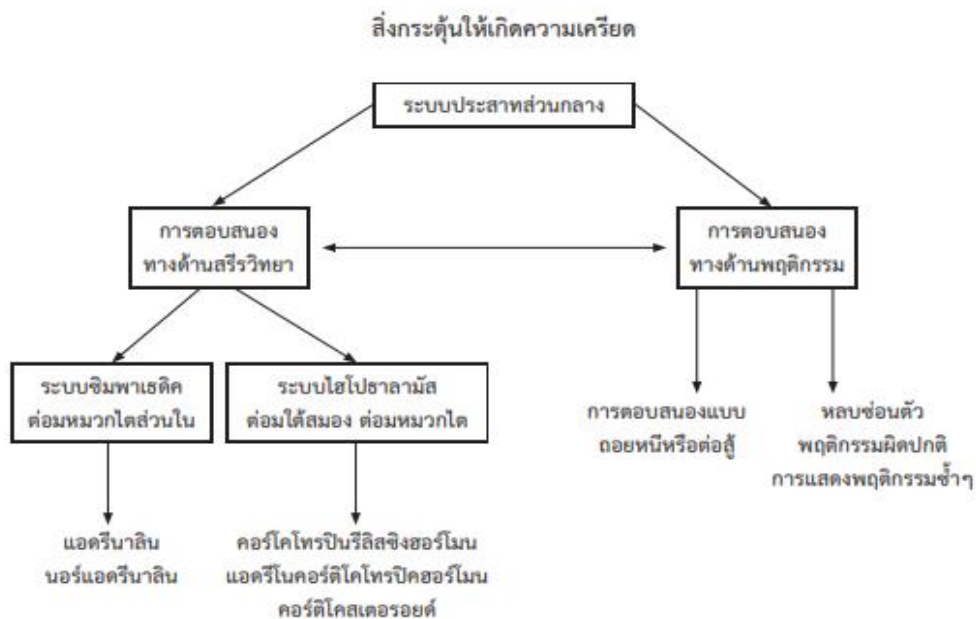 สิ่งกระตุ้นให้เกิดความเครียด
ระบบประสาทส่วนกลาง
การตอบสนอง
ทางด้านสรีรวิทยา
การตอบสนอง
ทางด้านพฤติกรรม
ระบบซิมพาเธดิค
ต่อมหมวกไตส่วนใน
ระบบไฮโปธาลามัส
ต่อมใต้สมอง ต่อมหมวกไต
การตอบสนองแบบ
ถอยหนีหรือต่อสู้
หลบซ่อนตัว
พฤติกรรมผิดปกติ
การแสดงพฤติกรรมซ้ำๆ
แอดรีนาลิน
นอร์แอดรีนาลิน
คอร์โคโทรปินรีลิสซิงฮอร์โมน
แอดรีโนคอร์ติโคโทรปิคฮอร์โมน
คอร์ติโคสเตอรอยด์